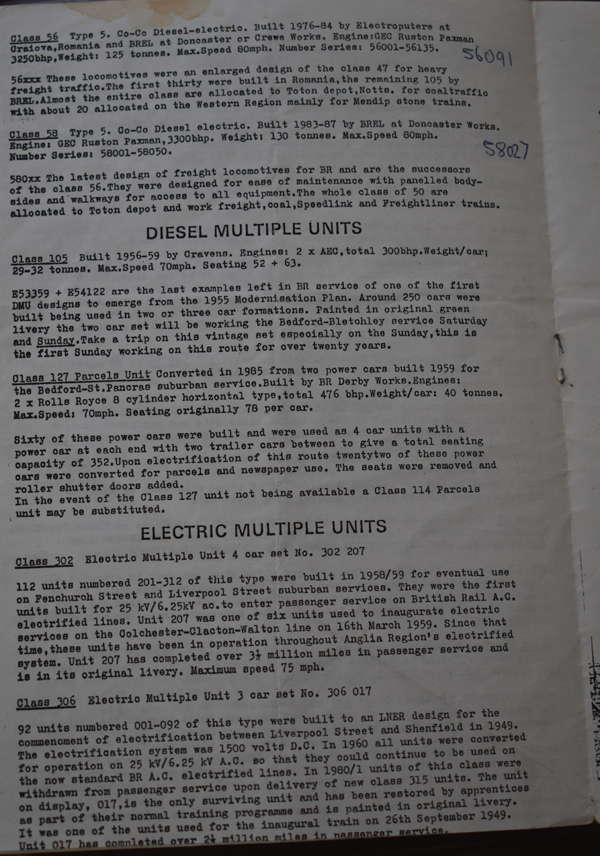 Class 56 Type 5. Co-Co Diesel-electric. Built 1976-84 by Electroputere at
Craiova,Romania and BREL at Doncaster or Crewe Works. Engine:GEC Ruston Paxman
3250bhp,Weight: 125 tonnes. Max.Speed 80mph. Number Series: 56001-56135.
56091
56xxx These locomotives were an enlarged design of the class 47 for heavy
freight traffic.The first thirty were built in Romania,the remaining 105 by
BREL.Almost the entire class are allocated to Toton depot,Notts. for coaltraffic
with about 20 allocated on the Western Region mainly for Mendip stone trains.
Class 58 Type 5. Co-Co Diesel electric. Built 1983-87 by BREL at Doncaster Works.
Engine: GEC Ruston Paxman,3300bhp. Weight: 130 tonnes. Max.Speed 80mph.
Number Series: 58001-58050.
58027
580xx The latest design of freight locomotives for BR and are the successors
of the class 56.They were designed for ease of maintenance with panelled body-
sides and walkways for access to all equipment.The whole class of 50 are
allocated to Toton depot and work freight,coal,Speedlink and Freightliner trains.
DIESEL MULTIPLE UNITS
Class 105 Built 1956-59 by Cravens. Engines: 2 x AEC,total 300bhp.Weight/car;
29-32 tonnes. Max.Speed 70mph. Seating 52 + 63.
E53359 + E54122 are the last examples left in BR service of one of the first
DMU designs to emerge from the 1955 Modernisation Plan. Around 250 cars were
built being used in two or three car formations. Painted in original green
livery the two car set will be working the Bedford-Bletchley service Saturday
and Sunday.Take a trip on this vintage set especially on the Sunday,this is
the first Sunday working on this route for over twenty years.
Class 127 Parcels Unit Converted in 1985 from two power cars built 1959 for
the Bedford-St.Pancras suburban service.Built by BR Derby Works.Engines:
2 x Rolls Royce 8 cylinder horizontal type,total 476 bhp.Weight/car: 40 tonnes.
Max.Speed: 70mph. Seating originally 78 per car.
Sixty of these power cars were built and were used as 4 car units with a
power car at each end with two trailer cars between to give a total seating
capacity of 352.Upon electrification of this route twentytwo of these power
cars were converted for parcels and newspaper use. The seats were removed and
roller shutter doors added.
In the event of the Class 127 unit not being available a Class 114 Parcels
unit may be substituted.
ELECTRIC MULTIPLE UNITS
Class 302 Electric Multiple Unit 4 car set No. 302 207
112 units numbered 201-312 of this type were built in 1958/59 for eventual use
on Fenchurch Street and Liverpool Street suburban services. They were the first
units built for 25 kV/6.25kV ac.to enter passenger service on British Rail A.C.
electrified lines. Unit 207 was one of six units used to inaugurate electric
services on the Colchester-Clacton-Walton line on 16th March 1959. Since that
time,these units have been in operation throughout Anglia Region's electrified
system. Unit 207 has completed over 3½ million miles in passenger service and
is in its original livery. Maximum speed 75 mph.
Class 306 Electric Multiple Unit 3 car set No. 306 017
92 units numbered 001-092 of this type were built to an LNER design for the
commencment of electrification between Liverpool Street and Shenfield in 1949.
The electrification system was 1500 volts D.C. In 1960 all units were converted
for operation on 25 kV/6.25 kV A.C. so that they could continue to be used on
the now standard BR A.C. electrified lines. In 1980/1 units of this class were
withdrawn from passenger service upon delivery of new class 315 units. The unit
on display, 017,is the only surviving unit and has been restored by apprentices
as part of their normal training programme and is painted in original livery.
It was one of the units used for the inaugural train on 26th September 1949.
Unit 017 has completed over 2½ million miles in passenger service.